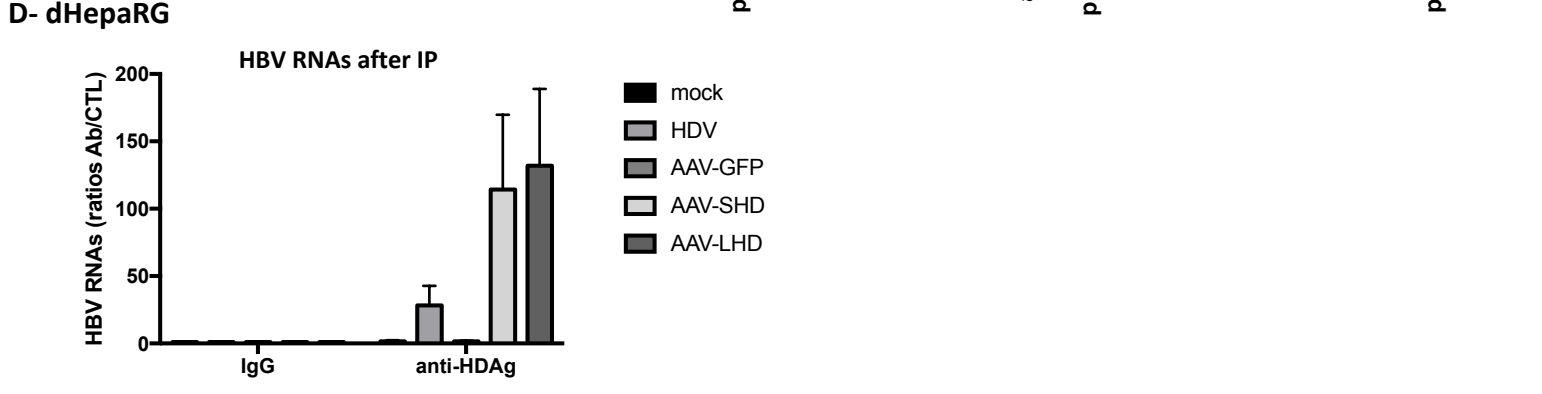 D- dHepaRG
p
p
p
HBV RNAs after IP
HBV RNAs (ratios Ab/CTL)
200
150
100
50
0
IgG
anti-HDAg
mock
HDV
AAV-GFP
AAV-SHD
AAV-LHD